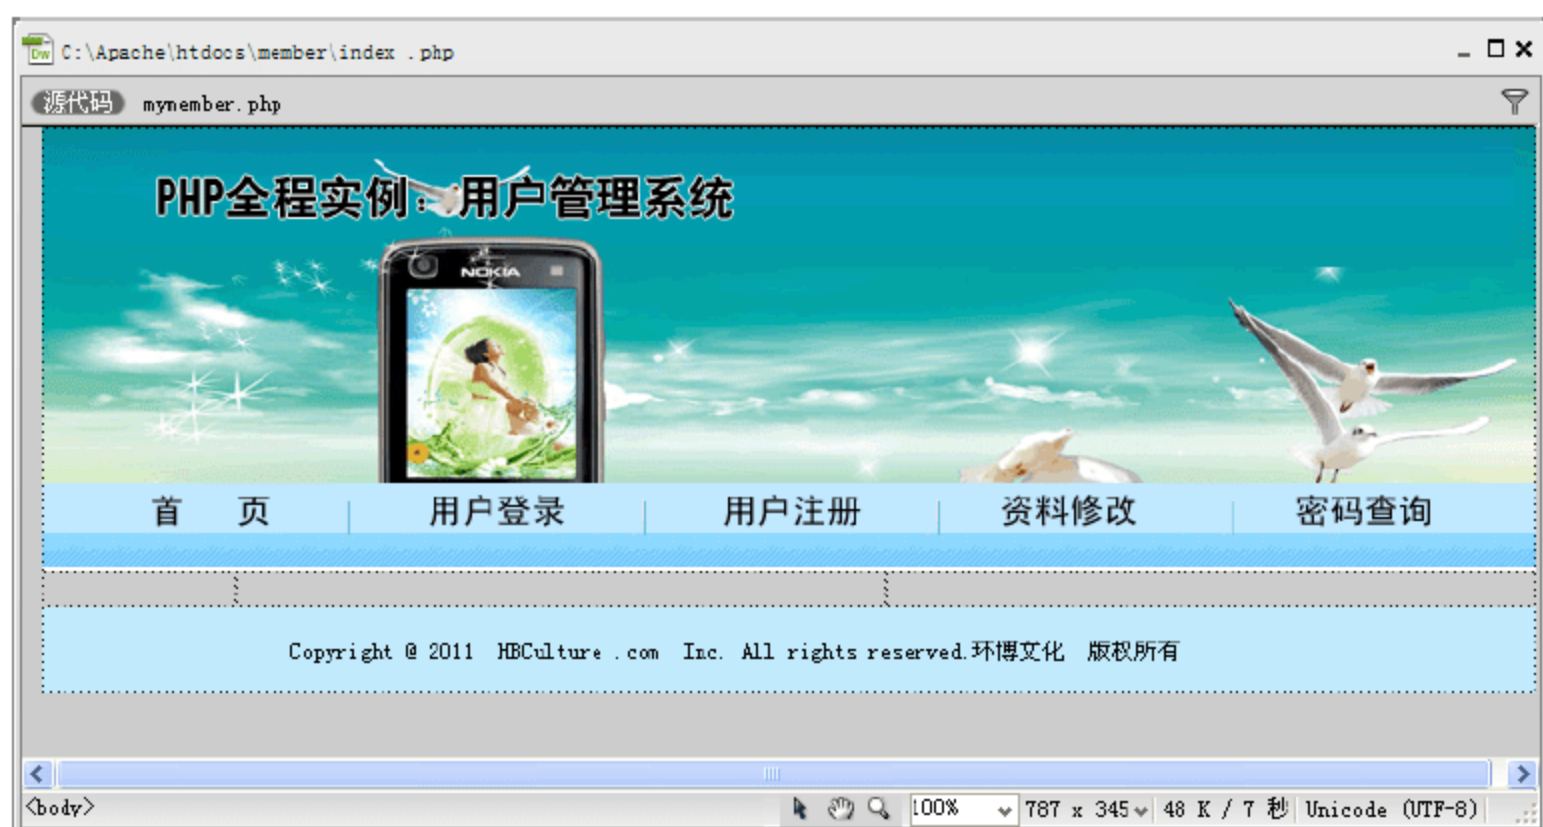 C:\Apache\htdocs\member\index .php
源代码 mymember.php
PHP全程实例：用户管理系统
NOKIA
首 页 用户登录 用户注册 资料修改 密码查询
Copyright @ 2011 HBCulture .com Inc. All rights reserved.环博文化 版权所有
<body> 100% 787 x 345 48 K / 7 秒 Unicode (UTF-8)